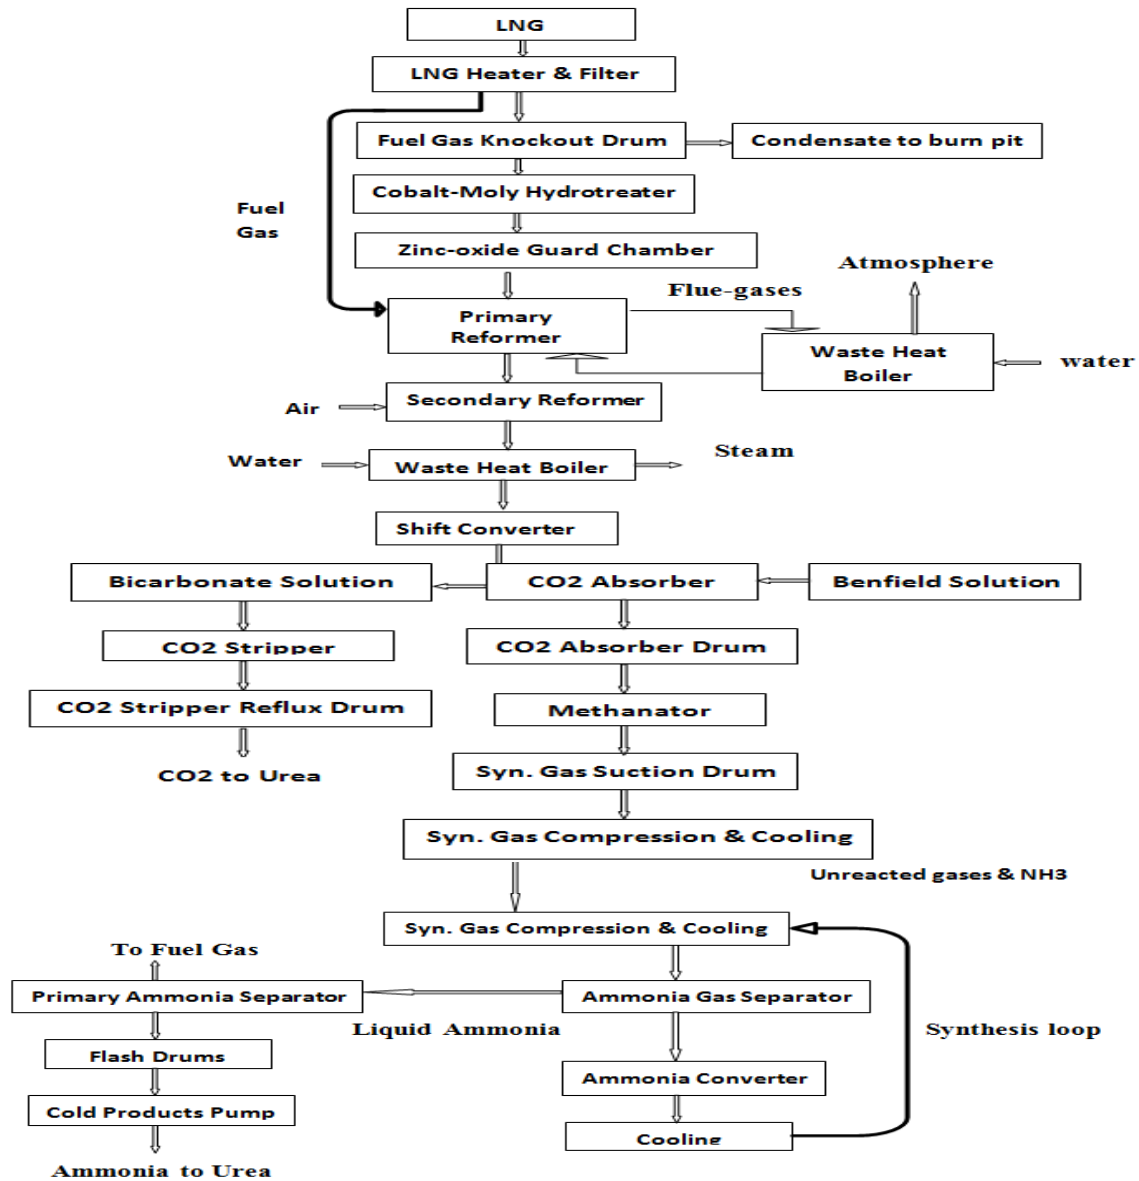 LNG
LNG Heater & Filter
Fuel Gas Knockout Drum
Condensate to burn pit
Cobalt-Moly Hydrotreater
Fuel
Gas
Zinc-oxide Guard Chamber
Atmosphere
Flue-gases
Primary
Reformer
Waste Heat
Boiler
water
Secondary Reformer
Air
Water
Waste Heat Boiler
Steam
Shift Converter
Bicarbonate Solution
CO2 Absorber
Benfield Solution
CO2 Stripper
CO2 Absorber Drum
CO2 Stripper Reflux Drum
Methanator
CO2 to Urea
Syn. Gas Suction Drum
Syn. Gas Compression & Cooling
Unreacted gases & NH3
Syn. Gas Compression & Cooling
To Fuel Gas
Primary Ammonia Separator
Ammonia Gas Separator
Liquid Ammonia
Synthesis loop
Flash Drums
Ammonia Converter
Cold Products Pump
Cooling
Ammonia to Urea